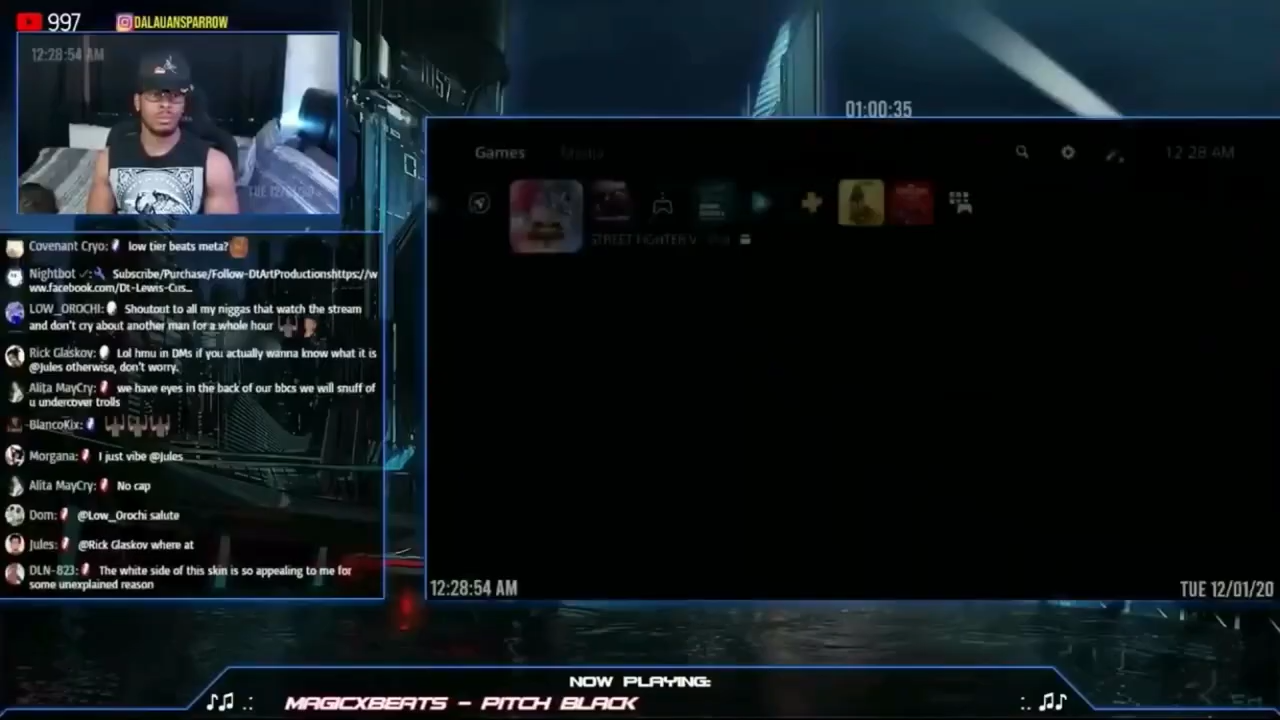 997
DALAUANSPARROW
12:28:54 AM
TUE 12/01/20
01:00:35
Games Media
12:28 AM
STREET FIGHTER V
Covenant Cryo: low tier beats meta?
Nightbot: Subscribe/Purchase/Follow-DtArtProductionshttps://w
ww.facebook.com/Dt-Lewis-Cus...
LOW_OROCHI: Shoutout to all my niggas that watch the stream
and don't cry about another man for a whole hour
Rick Glaskov: Lol hmu in DMs if you actually wanna know what it is
@Jules otherwise, don't worry.
Alita MayCry: we have eyes in the back of our bbcs we will snuff of
u undercover trolls
BlancoKix:
Morgana: I just vibe @Jules
Alita MayCry: No cap
Dom: @Low_Orochi salute
Jules: @Rick Glaskov where at
DLN-823: The white side of this skin is so appealing to me for
some unexplained reason
12:28:54 AM
TUE 12/01/20
NOW PLAYING:
MAGICXBEATS - PITCH BLACK